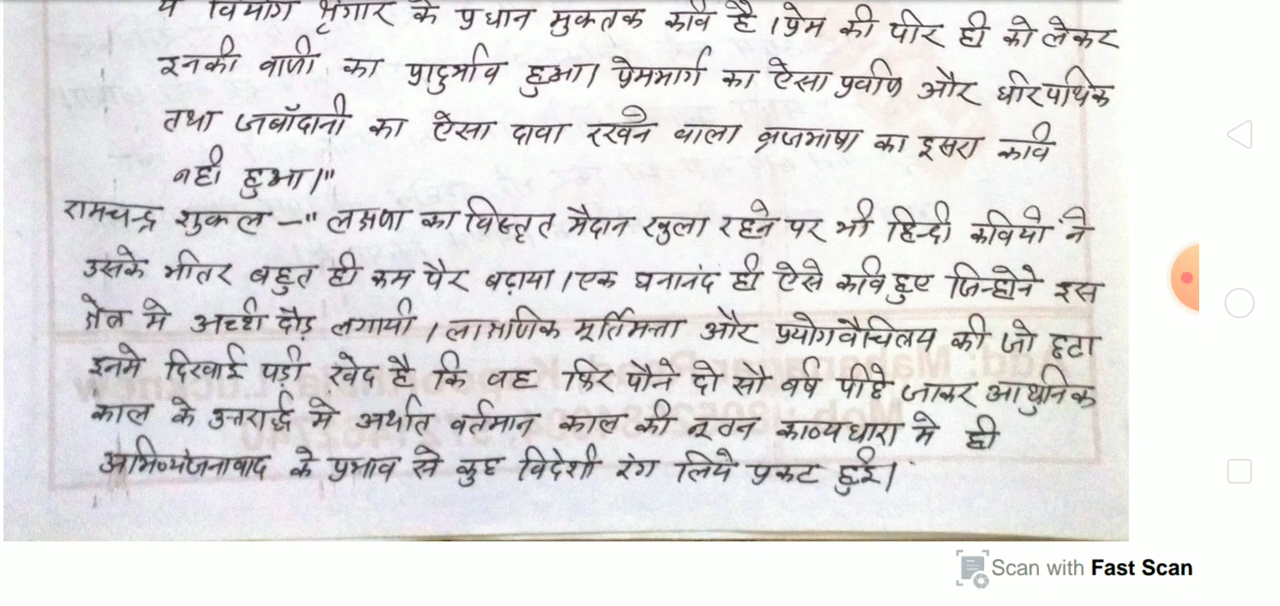 ये वियोग शृंगार के प्रधान मुक्तक कवि है। प्रेम की पीर ही को लेकर
इनकी वाणी का प्रादुर्भाव हुआ। प्रेममार्ग का ऐसा प्रवीण और धीरपथिक
तथा जबाँदानी का ऐसा दावा रखने वाला ब्रजभाषा का दूसरा कवि
नही हुआ।"
रामचन्द्र शुक्ल -" लक्षणा का विस्तृत मैदान खुला रहने पर भी हिन्दी कवियों ने
उसके भीतर बहुत ही कम पैर बढ़ाया। एक घनानंद ही ऐसे कवि हुए जिन्होने इस
क्षेत्र मे अच्छी दौड़ लगायी। लाक्षणिक मूर्तिमत्ता और प्रयोगवैचित्रय की जो छटा
इनमे दिखाई पड़ी खेद है कि वह फिर पौने दो सौ वर्ष पीछे जाकर आधुनिक
काल के उत्तरार्द्ध मे अर्थात वर्तमान काल की नूतन काव्यधारा मे ही
अभिव्यंजनावाद के प्रभाव से कुछ विदेशी रंग लिये प्रकट हुई।
Scan with Fast Scan